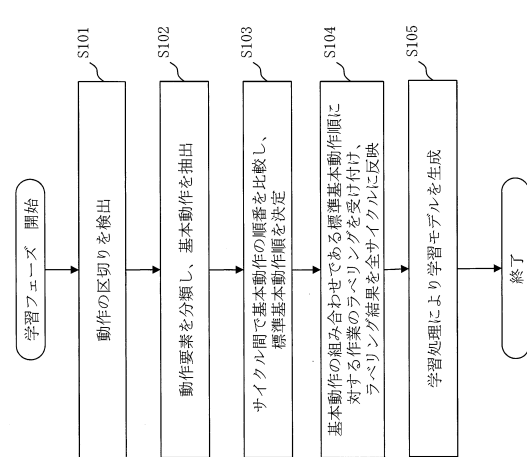 学習フェーズ 開始
S101
動作の区切りを検出
S102
動作要素を分類し、基本動作を抽出
S103
サイクル間で基本動作の順番を比較し、
標準基本動作順を決定
S104
基本動作の組み合わせである標準基本動作順に
対する作業のラベリングを受け付け、
ラベリング結果を全サイクルに反映
S105
学習処理により学習モデルを生成
終了